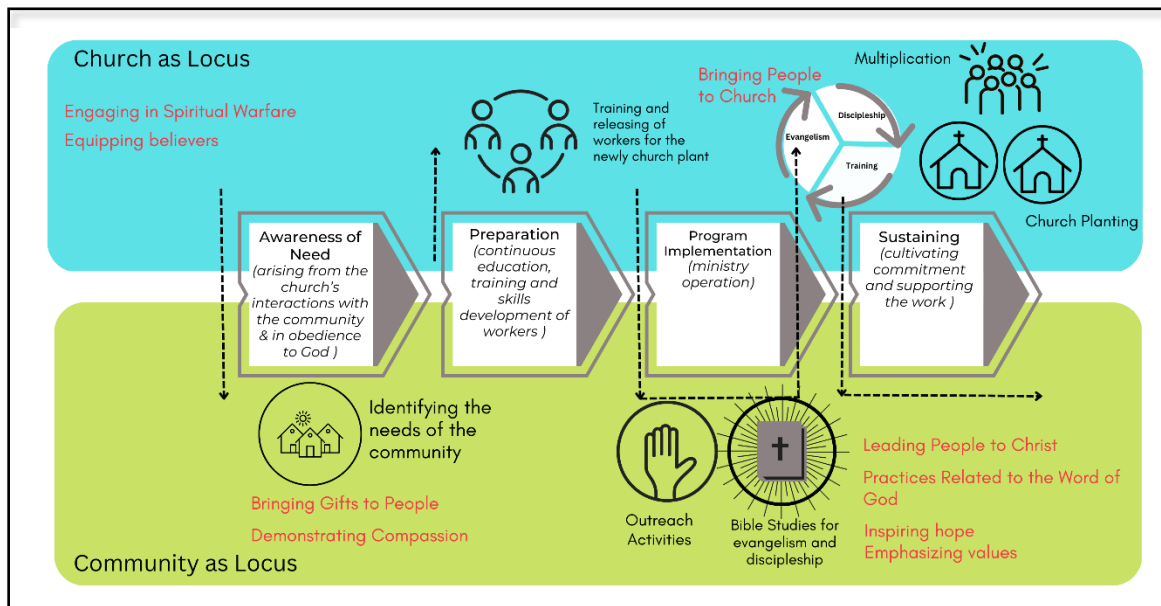 Church as Locus
Engaging in Spiritual Warfare
Equipping believers
Training and
releasing of
workers for the
newly church plant
Bringing People
to Church
Evangelism
Discipleship
Training
Multiplication
Church Planting
Awareness of
Need
(arising from the
church's
interactions with
the community
& in obedience to
God )
Preparation
(continuous
education,
training and
skills
development of
workers )
Program
Implementation
(ministry
operation)
Sustaining
(cultivating
commitment
and supporting
the work )
Identifying the
needs of the
community
Bringing Gifts to People
Demonstrating Compassion
Outreach
Activities
Bible Studies for
evangelism and
discipleship
Leading People to Christ
Practices Related to the Word of
God
Inspiring hope
Emphasizing values
Community as Locus